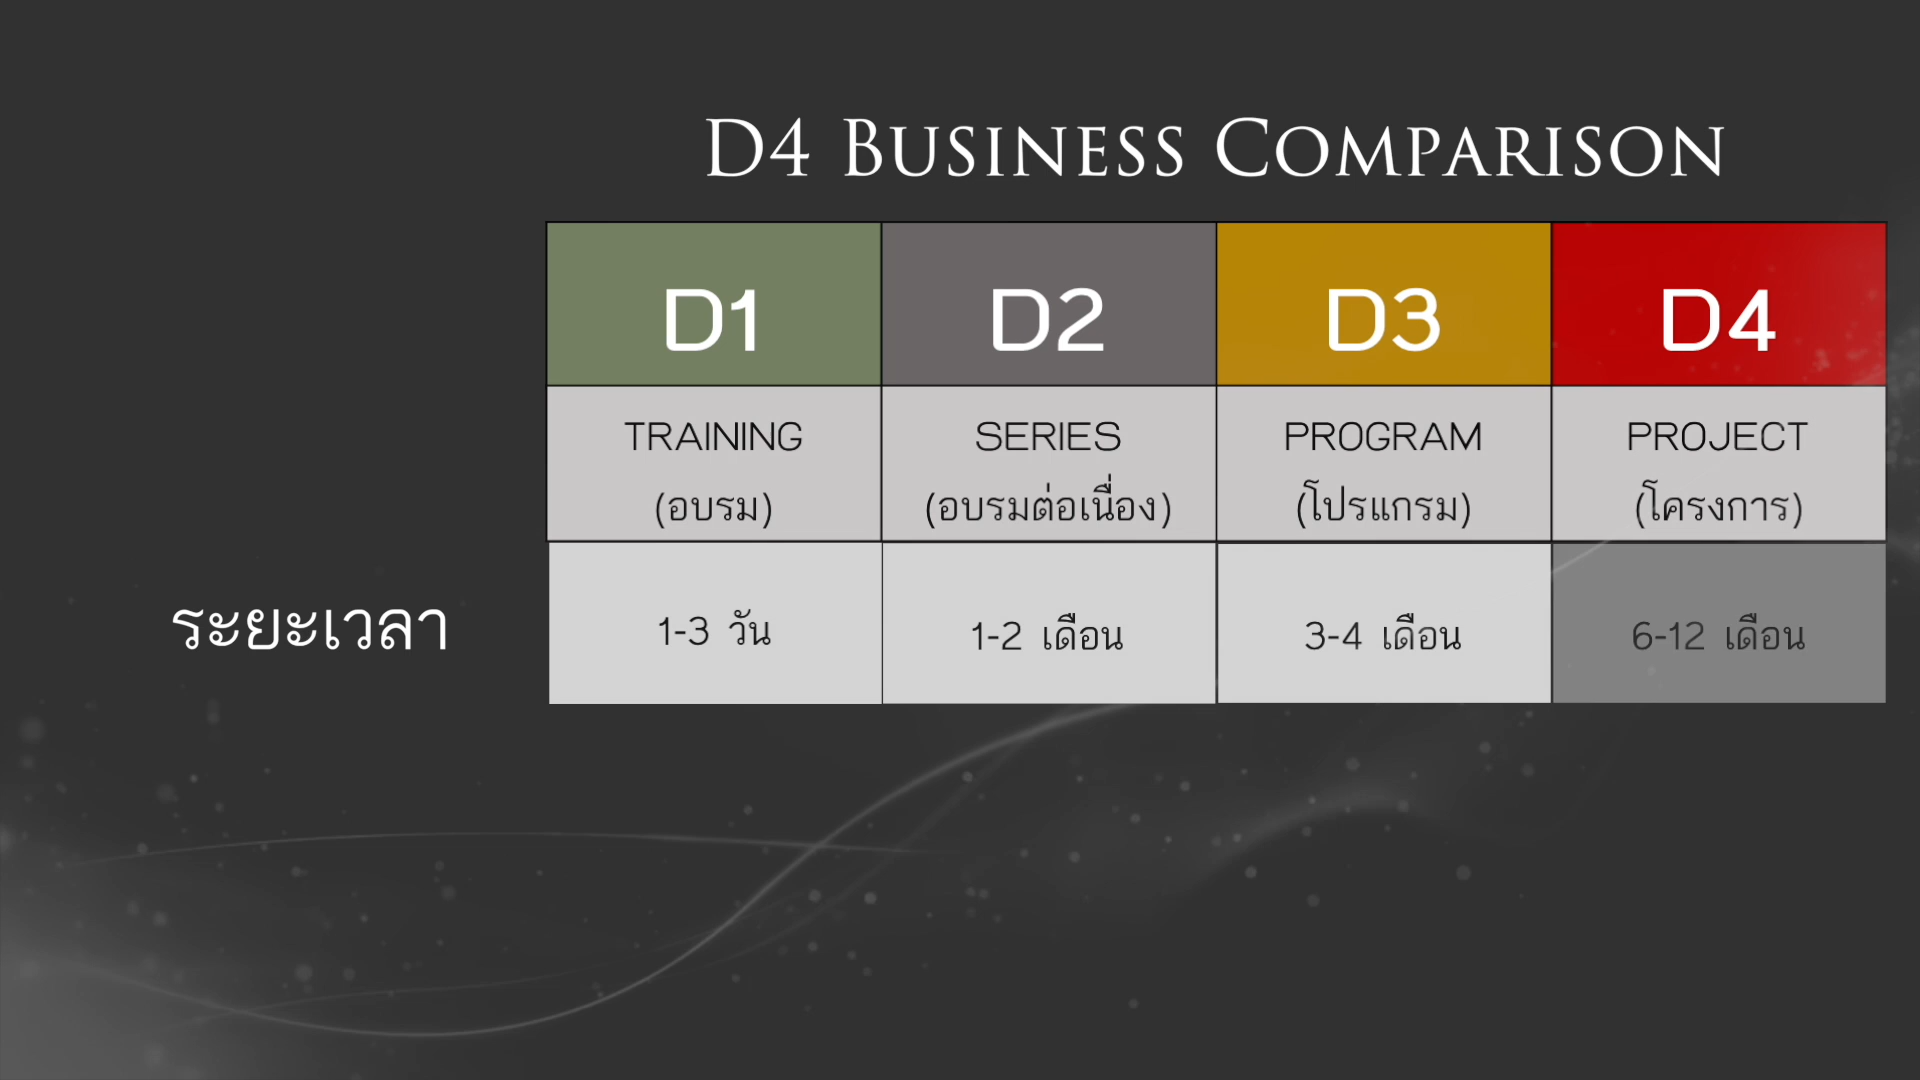 D4 BUSINESS COMPARISON
D1 D2 D3 D4
TRAINING SERIES PROGRAM PROJECT
(อบรม) (อบรมต่อเนื่อง) (โปรแกรม) (โครงการ)
ระยะเวลา 1-3 วัน 1-2 เดือน 3-4 เดือน 6-12 เดือน